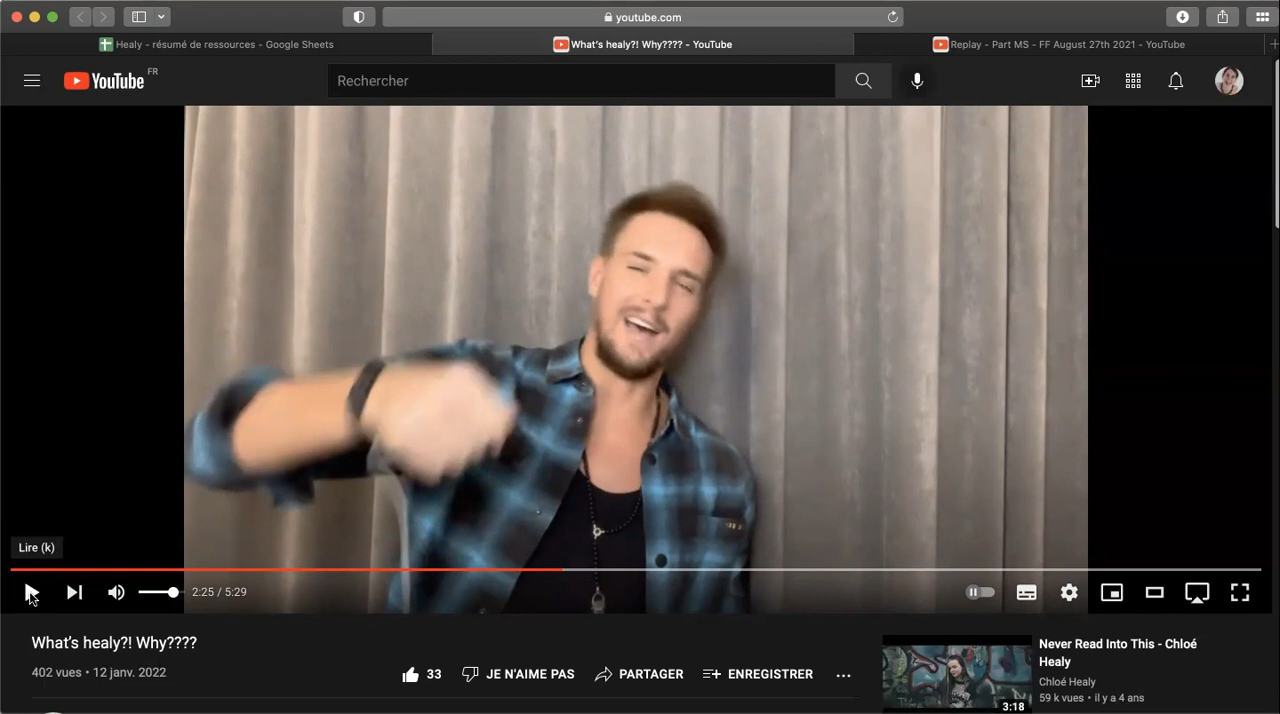 youtube.com
Healy - résumé de ressources - Google Sheets
What's healy?! Why???? - YouTube
Replay - Part MS - FF August 27th 2021 - YouTube
YouTube FR
Rechercher
Lire (k)
2:25 / 5:29
What's healy?! Why????
402 vues • 12 janv. 2022
33
JE N'AIME PAS
PARTAGER
ENREGISTRER
Never Read Into This - Chloé
Healy
Chloé Healy
59 k vues • il y a 4 ans
3:18